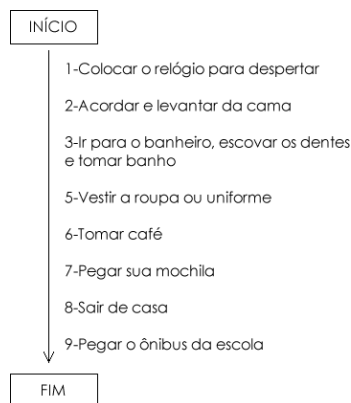 INÍCIO
1-Colocar o relógio para despertar
2-Acordar e levantar da cama
3-Ir para o banheiro, escovar os dentes
e tomar banho
5-Vestir a roupa ou uniforme
6-Tomar café
7-Pegar sua mochila
8-Sair de casa
9-Pegar o ônibus da escola
FIM